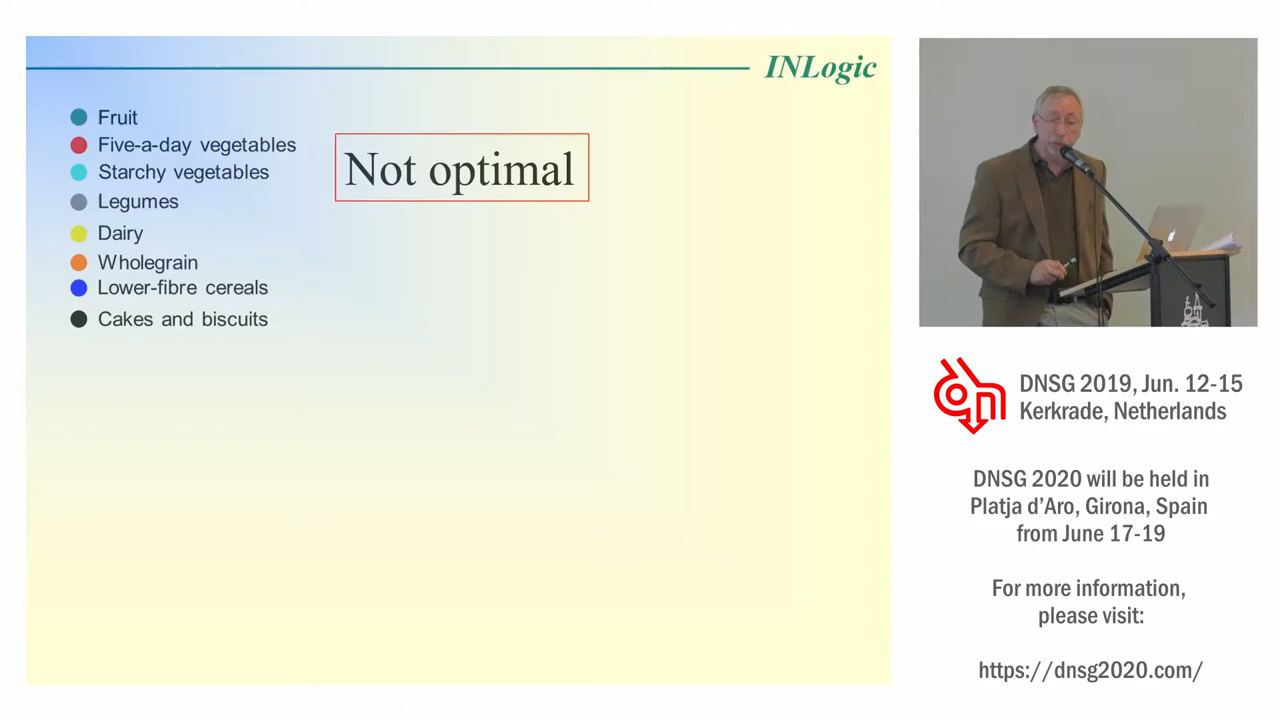 INLogic
Fruit
Five-a-day vegetables
Starchy vegetables
Legumes
Dairy
Wholegrain
Lower-fibre cereals
Cakes and biscuits
Not optimal
DNSG 2019, Jun. 12-15
Kerkrade, Netherlands
DNSG 2020 will be held in
Platja d'Aro, Girona, Spain
from June 17-19
For more information,
please visit:
https://dnsg2020.com/